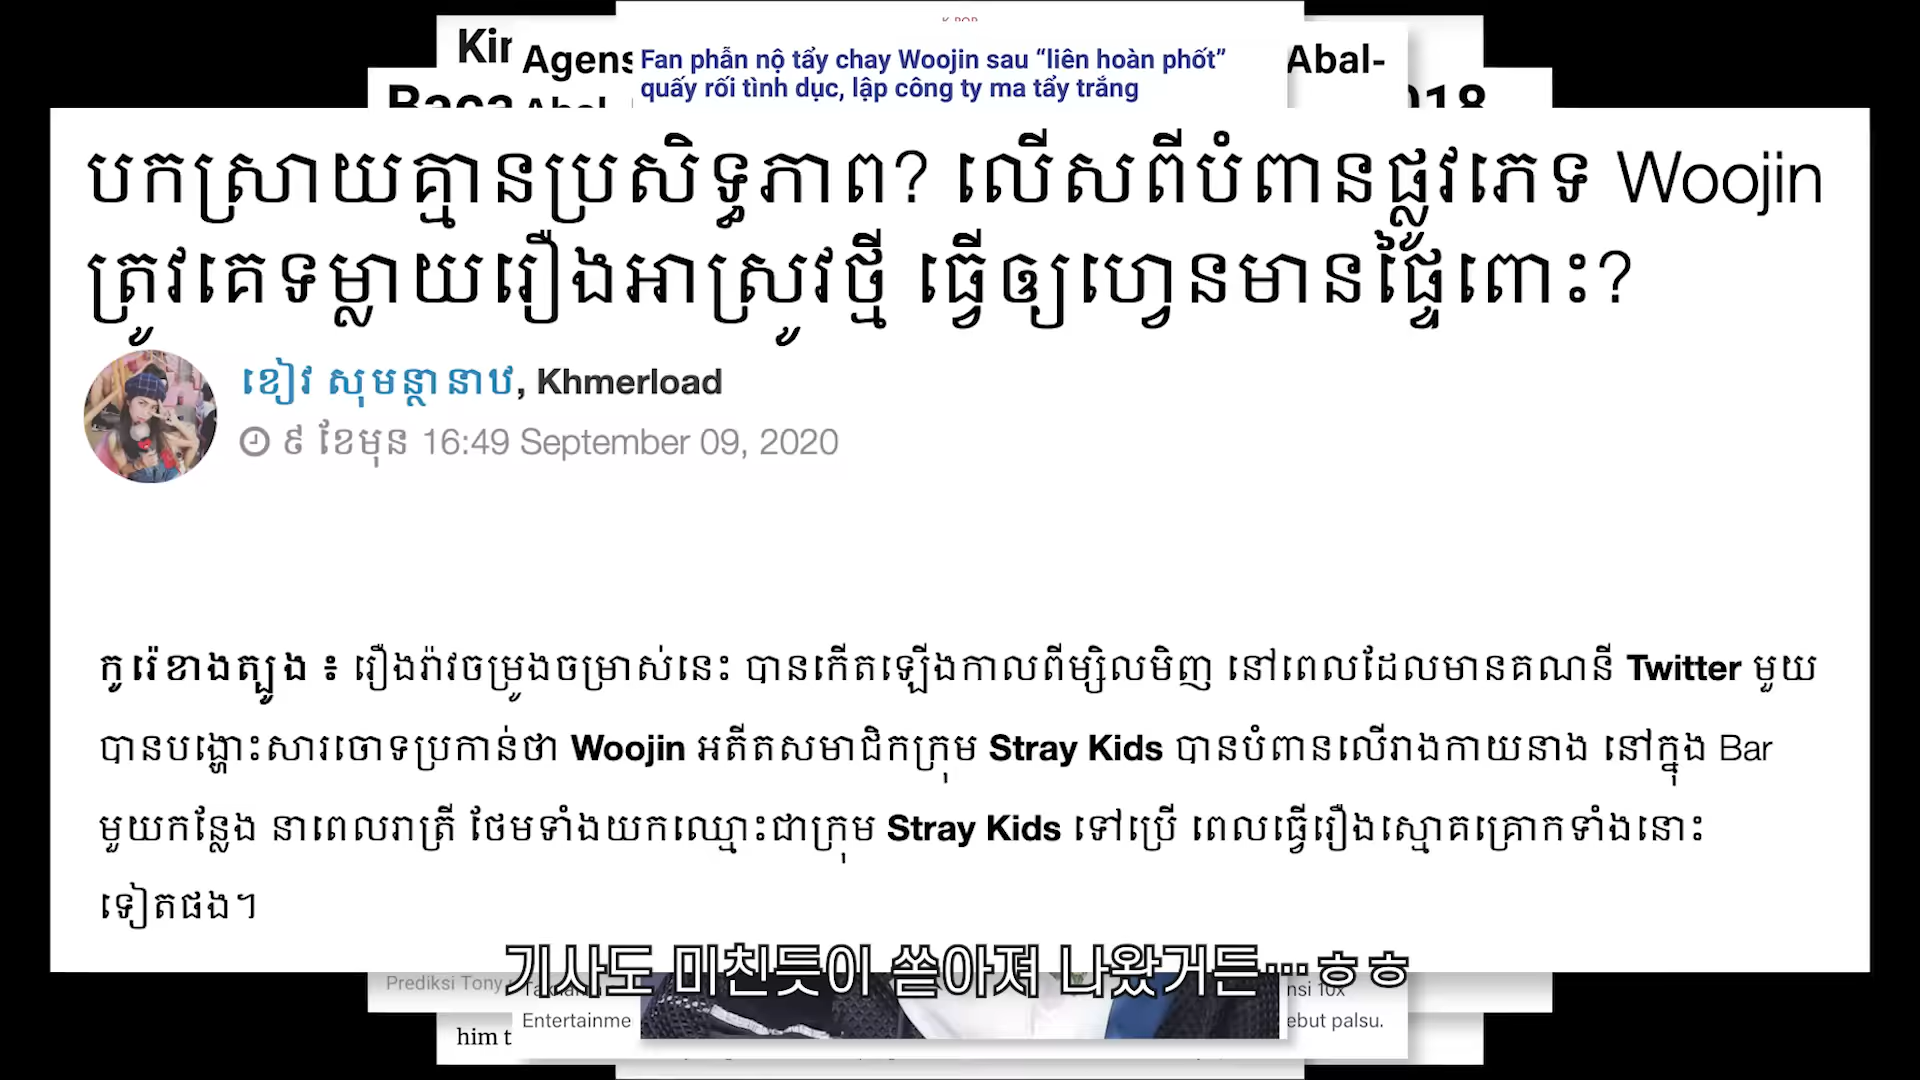 K-POP
Kir
Agens
Fan phẫn nộ tẩy chay Woojin sau “liên hoàn phốt”
quấy rối tình dục, lập công ty ma tẩy trắng
Abal-
បកស្រាយគ្មានប្រសិទ្ធភាព? លើសពីបំពានផ្លូវភេទ Woojin
ត្រូវគេទម្លាយរឿងអាស្រូវថ្មី ធ្វើឲ្យហ្វេនមានផ្ទៃពោះ?
ខៀវ សុមន្ថានាឋ, Khmerload
៩ ខែមុន 16:49 September 09, 2020
កូរ៉េខាងត្បូង ៖ រឿងរ៉ាវចម្រូងចម្រាស់នេះ បានកើតឡើងកាលពីម្សិលមិញ នៅពេលដែលមានគណនី Twitter មួយ
បានបង្ហោះសារចោទប្រកាន់ថា Woojin អតីតសមាជិកក្រុម Stray Kids បានបំពានលើរាងកាយនាង នៅក្នុង Bar
មួយកន្លែង នាពេលរាត្រី ថែមទាំងយកឈ្មោះជាក្រុម Stray Kids ទៅប្រើ ពេលធ្វើរឿងស្មោគគ្រោកទាំងនោះ
ទៀតផង។
기사도 미친듯이 쏟아져 나왔거든…ㅎㅎ
Prediksi Tony
nsi 10x
Entertainme
ebut palsu.
him t